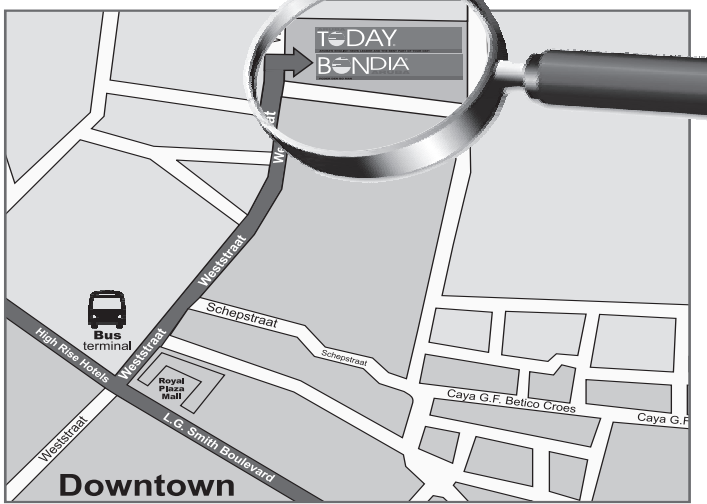 TODAY
BONDIA
ARUBA
Weststraat
Schepstraat
Schepstraat
Bus
terminal
High Rise Hotels
Weststraat
Royal
Plaza
Mall
Caya G.F. Betico Croes
Caya G.F
L.G. Smith Boulevard
Weststraat
Downtown